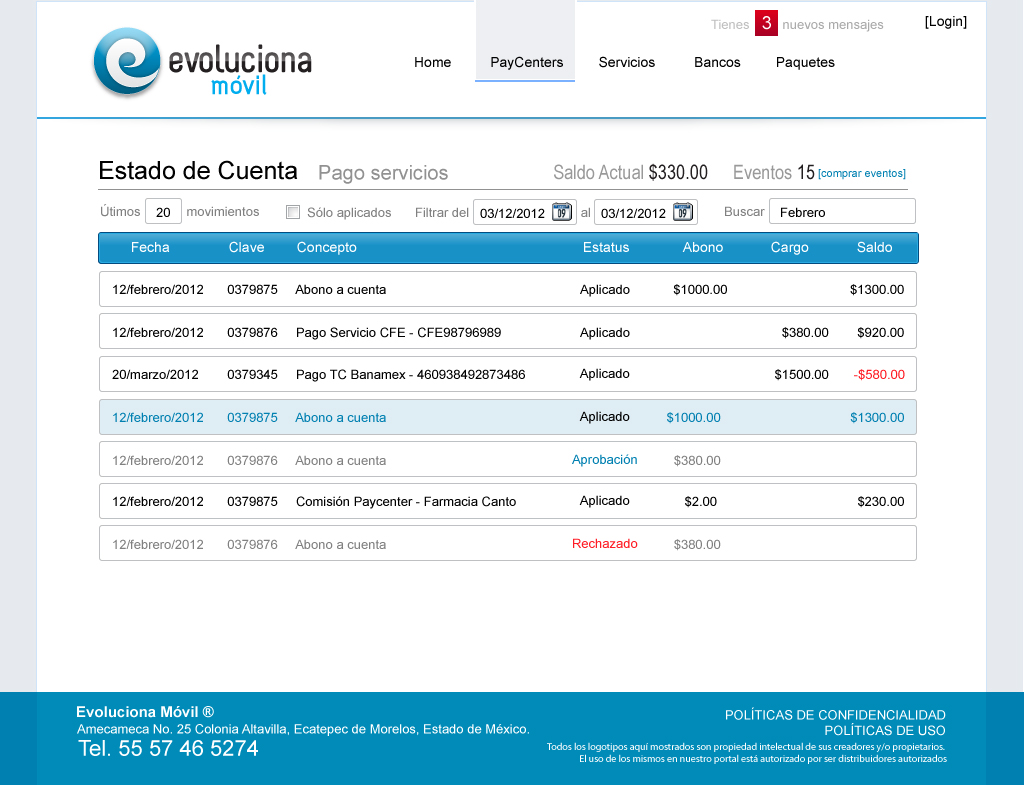 Tienes 3 nuevos mensajes [Login]
evoluciona
móvil
Home PayCenters Servicios Bancos Paquetes
Estado de Cuenta Pago servicios Saldo Actual $330.00 Eventos 15 [comprar eventos]
Útimos 20 movimientos Sólo aplicados Filtrar del 03/12/2012 09 al 03/12/2012 09 Buscar Febrero
Fecha Clave Concepto Estatus Abono Cargo Saldo
12/febrero/2012 0379875 Abono a cuenta Aplicado $1000.00 $1300.00
12/febrero/2012 0379876 Pago Servicio CFE - CFE98796989 Aplicado $380.00 $920.00
20/marzo/2012 0379345 Pago TC Banamex - 460938492873486 Aplicado $1500.00 -$580.00
12/febrero/2012 0379875 Abono a cuenta Aplicado $1000.00 $1300.00
12/febrero/2012 0379876 Abono a cuenta Aprobación $380.00
12/febrero/2012 0379875 Comisión Paycenter - Farmacia Canto Aplicado $2.00 $230.00
12/febrero/2012 0379876 Abono a cuenta Rechazado $380.00
Evoluciona Móvil ®
Amecameca No. 25 Colonia Altavilla, Ecatepec de Morelos, Estado de México.
Tel. 55 57 46 5274
POLÍTICAS DE CONFIDENCIALIDAD
POLÍTICAS DE USO
Todos los logotipos aquí mostrados son propiedad intelectual de sus creadores y/o propietarios.
El uso de los mismos en nuestro portal está autorizado por ser distribuidores autorizados